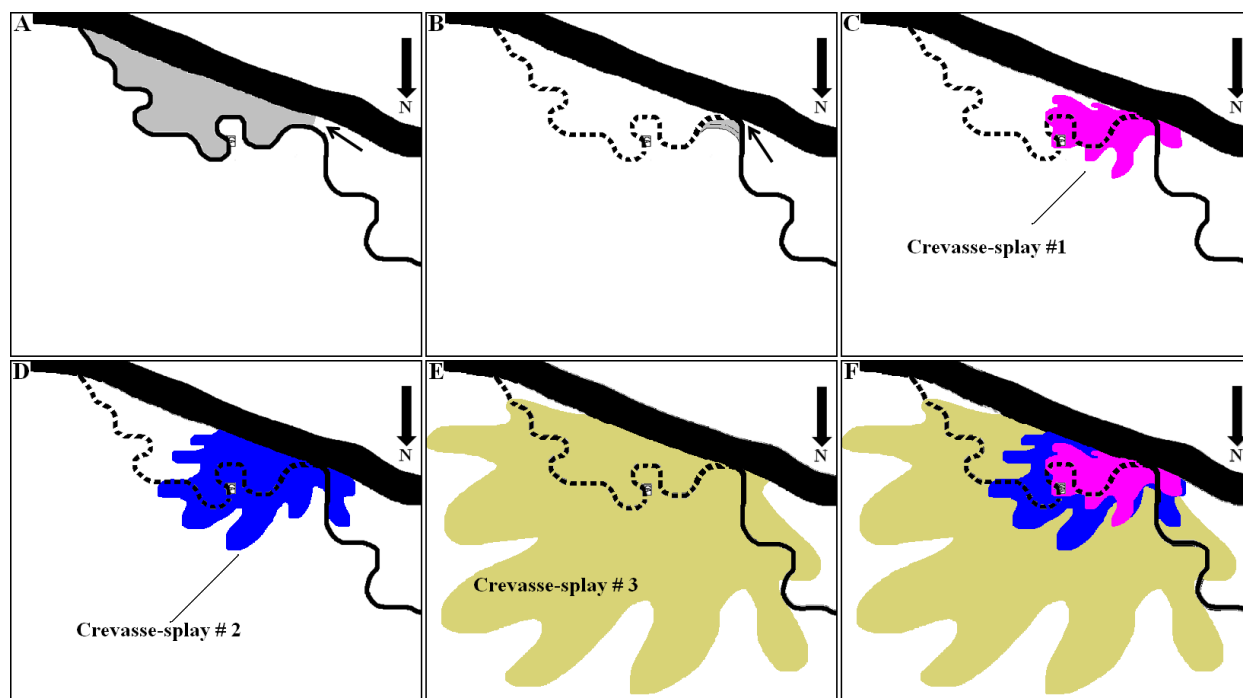 A
N
B
N
C
N
Crevasse-splay #1
D
N
Crevasse-splay # 2
E
N
Crevasse-splay # 3
F
N